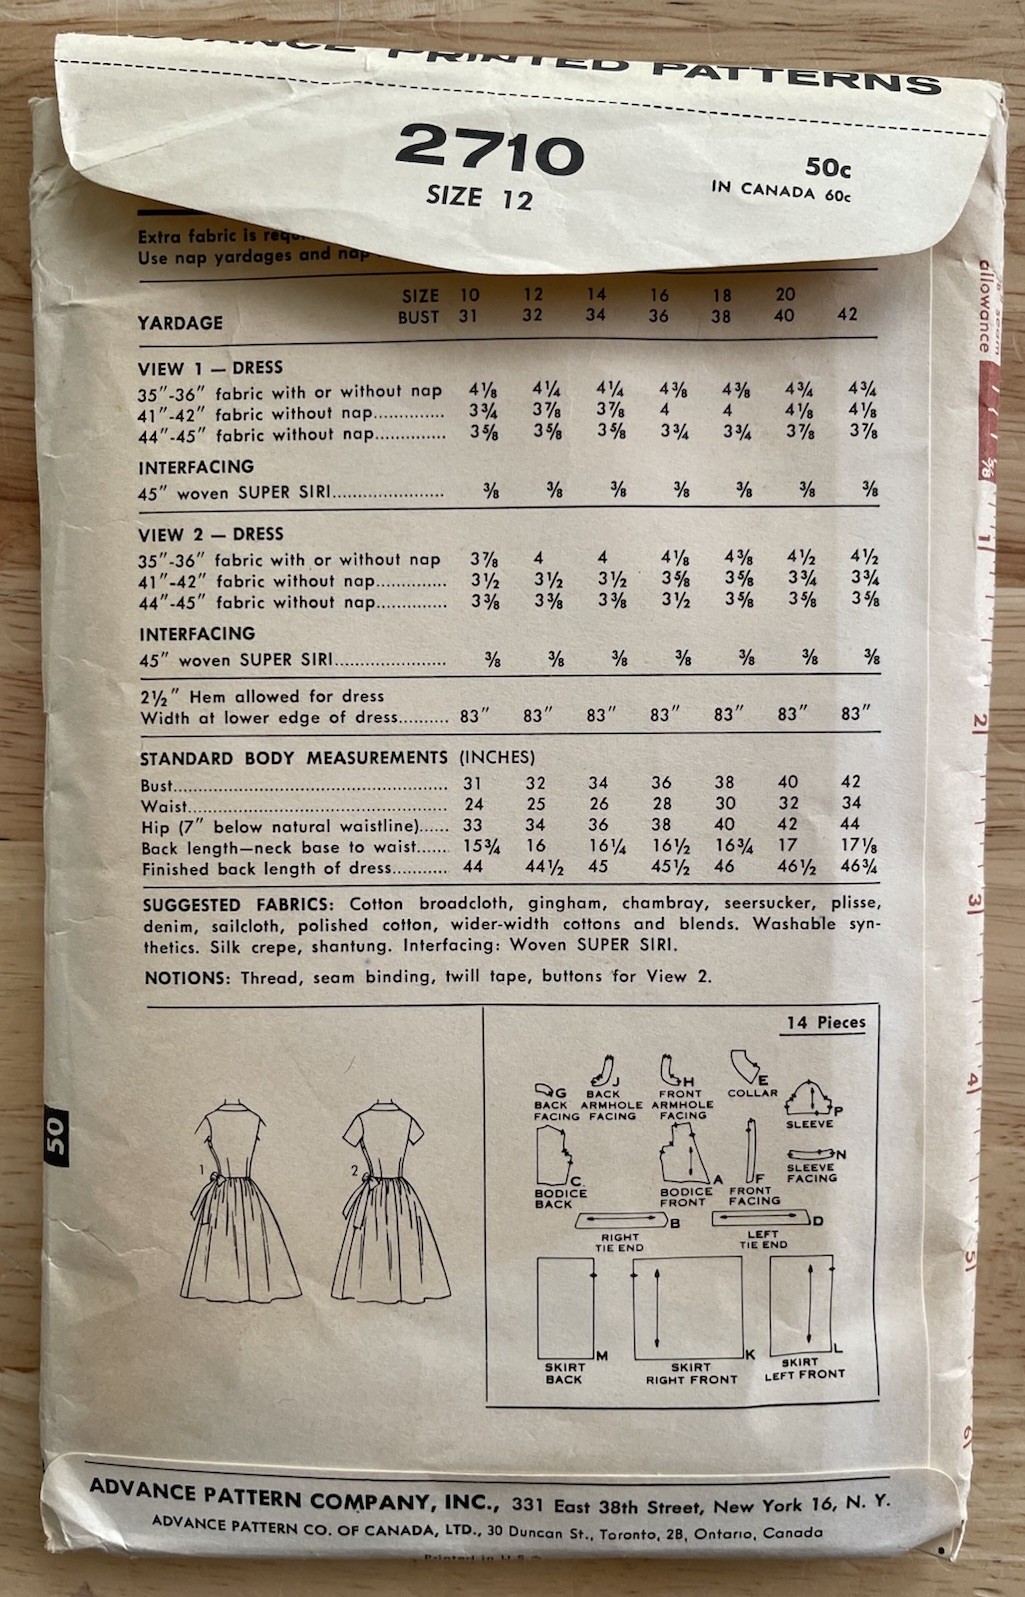 ADVANCE PRINTED PATTERNS
2710
SIZE 12
50c
IN CANADA 60c
Extra fabric is
Use nap yardages and nap
SIZE 10 12 14 16 18 20
YARDAGE BUST 31 32 34 36 38 40 42
VIEW 1 — DRESS
35"-36" fabric with or without nap 4⅛ 4¼ 4¼ 4⅜ 4⅜ 4¾ 4¾
41"-42" fabric without nap.............. 3¾ 3⅞ 3⅞ 4 4 4⅛ 4⅛
44"-45" fabric without nap.............. 3⅝ 3⅝ 3⅝ 3¾ 3¾ 3⅞ 3⅞
INTERFACING
45" woven SUPER SIRI...................... ⅜ ⅜ ⅜ ⅜ ⅜ ⅜ ⅜
VIEW 2 — DRESS
35"-36" fabric with or without nap 3⅞ 4 4 4⅛ 4⅜ 4½ 4½
41"-42" fabric without nap.............. 3½ 3½ 3½ 3⅝ 3⅝ 3¾ 3¾
44"-45" fabric without nap.............. 3⅜ 3⅜ 3⅜ 3½ 3⅝ 3⅝ 3⅝
INTERFACING
45" woven SUPER SIRI...................... ⅜ ⅜ ⅜ ⅜ ⅜ ⅜ ⅜
2½" Hem allowed for dress
Width at lower edge of dress.......... 83" 83" 83" 83" 83" 83" 83"
STANDARD BODY MEASUREMENTS (INCHES)
Bust...................................................... 31 32 34 36 38 40 42
Waist................................................... 24 25 26 28 30 32 34
Hip (7" below natural waistline)...... 33 34 36 38 40 42 44
Back length—neck base to waist...... 15¾ 16 16¼ 16½ 16¾ 17 17⅛
Finished back length of dress........... 44 44½ 45 45½ 46 46½ 46¾
SUGGESTED FABRICS: Cotton broadcloth, gingham, chambray, seersucker, plisse,
denim, sailcloth, polished cotton, wider-width cottons and blends. Washable syn-
thetics. Silk crepe, shantung. Interfacing: Woven SUPER SIRI.
NOTIONS: Thread, seam binding, twill tape, buttons for View 2.
14 Pieces
G
BACK
FACING
J
BACK
ARMHOLE
FACING
H
FRONT
ARMHOLE
FACING
E
COLLAR
P
SLEEVE
C
BODICE
BACK
A
BODICE
FRONT
F
FRONT
FACING
N
SLEEVE
FACING
B
RIGHT
TIE END
D
LEFT
TIE END
M
SKIRT
BACK
K
SKIRT
RIGHT FRONT
L
SKIRT
LEFT FRONT
1
2
50
seam
allowance
⅝
1
2
3
4
5
6
ADVANCE PATTERN COMPANY, INC., 331 East 38th Street, New York 16, N. Y.
ADVANCE PATTERN CO. OF CANADA, LTD., 30 Duncan St., Toronto, 2B, Ontario, Canada
Printed in U S